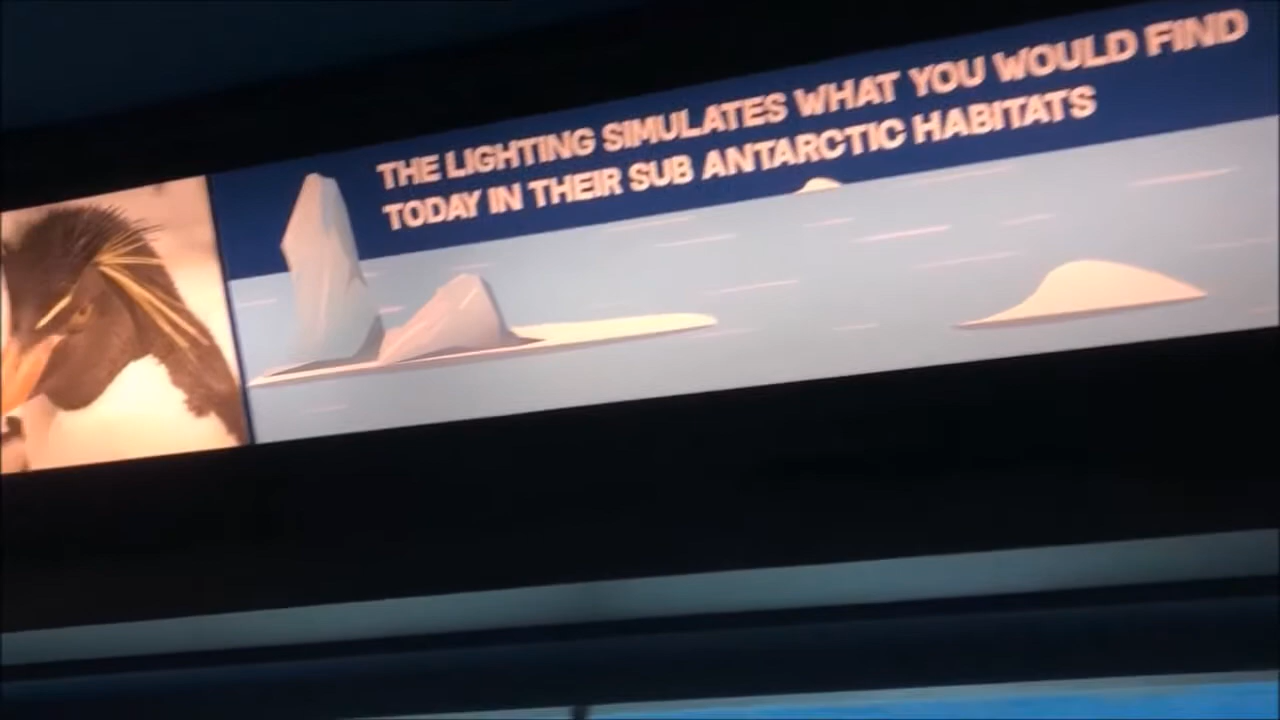 THE LIGHTING SIMULATES WHAT YOU WOULD FIND
TODAY IN THEIR SUB ANTARCTIC HABITATS